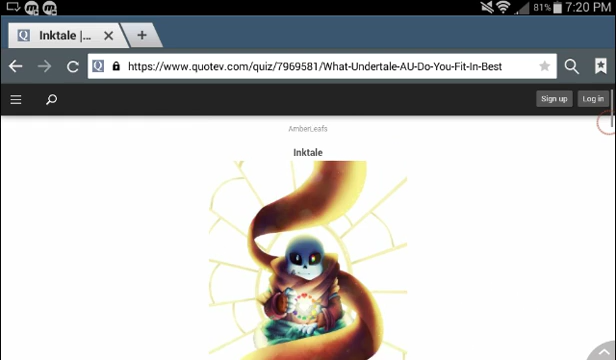 81% 7:20 PM
Inktale |...
https://www.quotev.com/quiz/7969581/What-Undertale-AU-Do-You-Fit-In-Best
Sign up Log in
AmberLeafs
Inktale